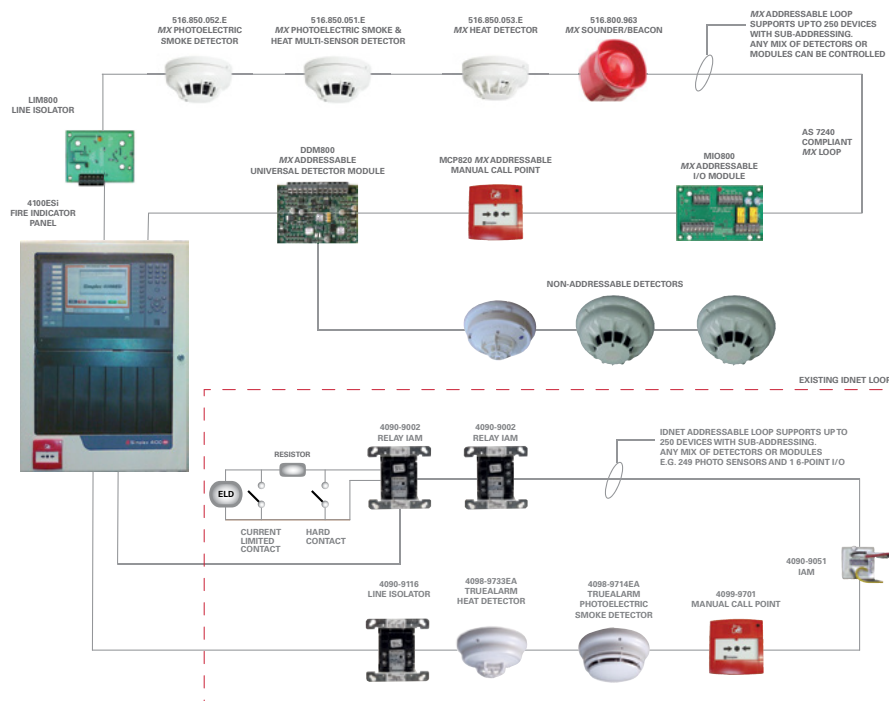 516.850.052.E
MX PHOTOELECTRIC
SMOKE DETECTOR
516.850.051.E
MX PHOTOELECTRIC SMOKE &
HEAT MULTI-SENSOR DETECTOR
516.850.053.E
MX HEAT DETECTOR
516.800.963
MX SOUNDER/BEACON
MX ADDRESSABLE LOOP
SUPPORTS UP TO 250 DEVICES
WITH SUB-ADDRESSING.
ANY MIX OF DETECTORS OR
MODULES CAN BE CONTROLLED
LIM800
LINE ISOLATOR
AS 7240
COMPLIANT
MX LOOP
DDM800
MX ADDRESSABLE
UNIVERSAL DETECTOR MODULE
MCP820 MX ADDRESSABLE
MANUAL CALL POINT
MIO800
MX ADDRESSABLE
I/O MODULE
4100ESi
FIRE INDICATOR
PANEL
NON-ADDRESSABLE DETECTORS
EXISTING IDNET LOOP
4090-9002
RELAY IAM
4090-9002
RELAY IAM
IDNET ADDRESSABLE LOOP SUPPORTS UP TO
250 DEVICES WITH SUB-ADDRESSING.
ANY MIX OF DETECTORS OR MODULES
E.G. 249 PHOTO SENSORS AND 1 6-POINT I/O
RESISTOR
ELD
CURRENT
LIMITED
CONTACT
HARD
CONTACT
4090-9051
IAM
4090-9116
LINE ISOLATOR
4098-9733EA
TRUEALARM
HEAT DETECTOR
4098-9714EA
TRUEALARM
PHOTOELECTRIC
SMOKE DETECTOR
4099-9701
MANUAL CALL POINT